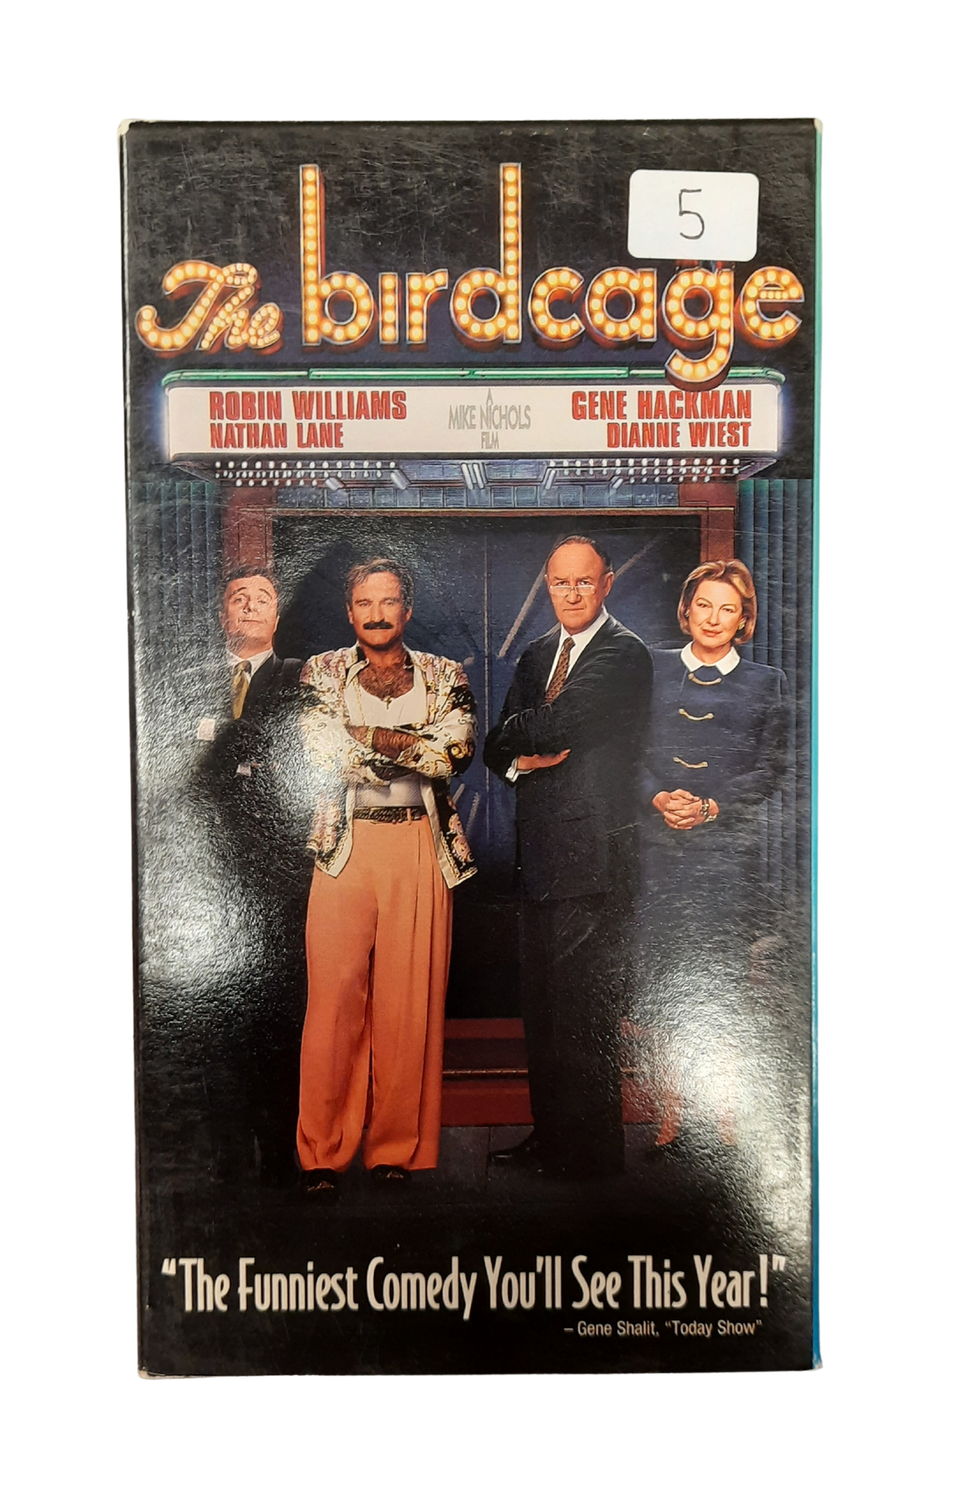 5
The birdcage
ROBIN WILLIAMS
NATHAN LANE
A
MIKE NICHOLS
FILM
GENE HACKMAN
DIANNE WIEST
“The Funniest Comedy You'll See This Year!”
– Gene Shalit, “Today Show”